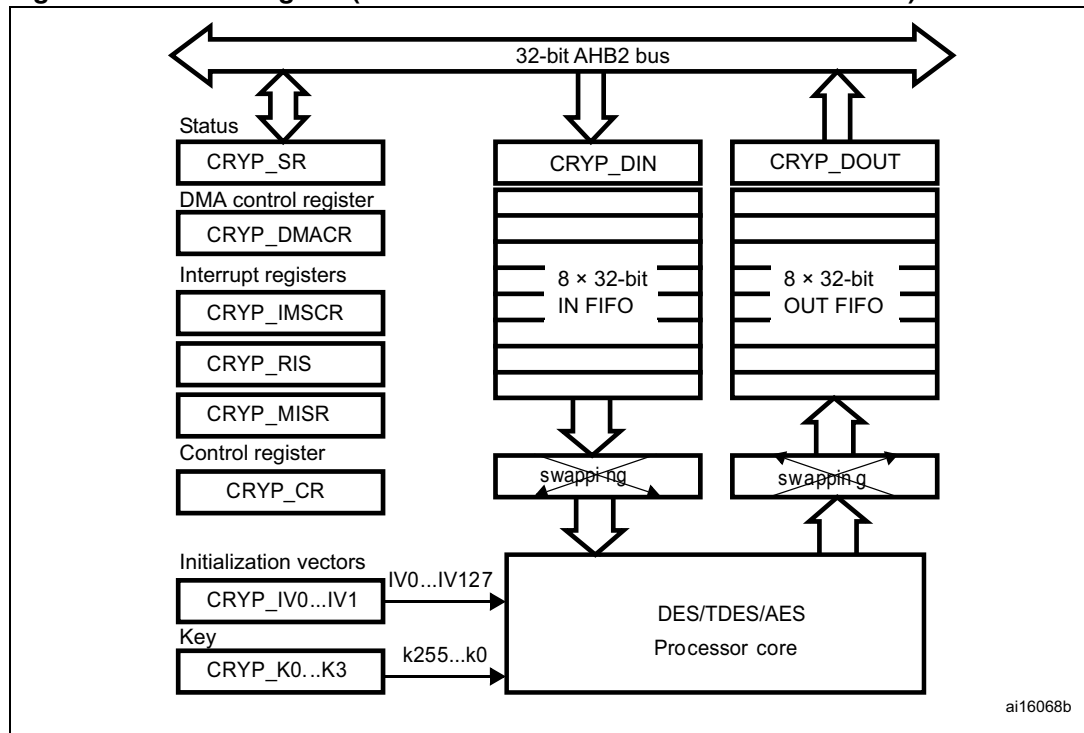 32-bit AHB2 bus
Status
CRYP_SR
DMA control register
CRYP_DMACR
Interrupt registers
CRYP_IMSCR
CRYP_RIS
CRYP_MISR
Control register
CRYP_CR
Initialization vectors
CRYP_IV0...IV1
Key
CRYP_K0...K3
IV0...IV127
k255...k0
CRYP_DIN
8 × 32-bit
IN FIFO
swapping
CRYP_DOUT
8 × 32-bit
OUT FIFO
swapping
DES/TDES/AES
Processor core
ai16068b